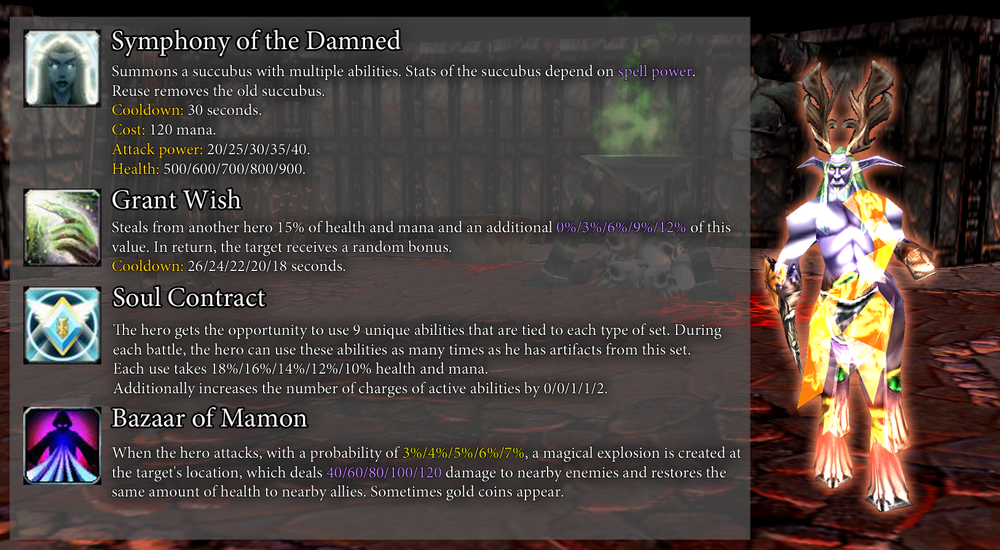 Symphony of the Damned
Summons a succubus with multiple abilities. Stats of the succubus depend on spell power.
Reuse removes the old succubus.
Cooldown: 30 seconds.
Cost: 120 mana.
Attack power: 20/25/30/35/40.
Health: 500/600/700/800/900.
Grant Wish
Steals from another hero 15% of health and mana and an additional 0%/3%/6%/9%/12% of this
value. In return, the target receives a random bonus.
Cooldown: 26/24/22/20/18 seconds.
Soul Contract
The hero gets the opportunity to use 9 unique abilities that are tied to each type of set. During
each battle, the hero can use these abilities as many times as he has artifacts from this set.
Each use takes 18%/16%/14%/12%/10% health and mana.
Additionally increases the number of charges of active abilities by 0/0/1/1/2.
Bazaar of Mamon
When the hero attacks, with a probability of 3%/4%/5%/6%/7%, a magical explosion is created at
the target's location, which deals 40/60/80/100/120 damage to nearby enemies and restores the
same amount of health to nearby allies. Sometimes gold coins appear.